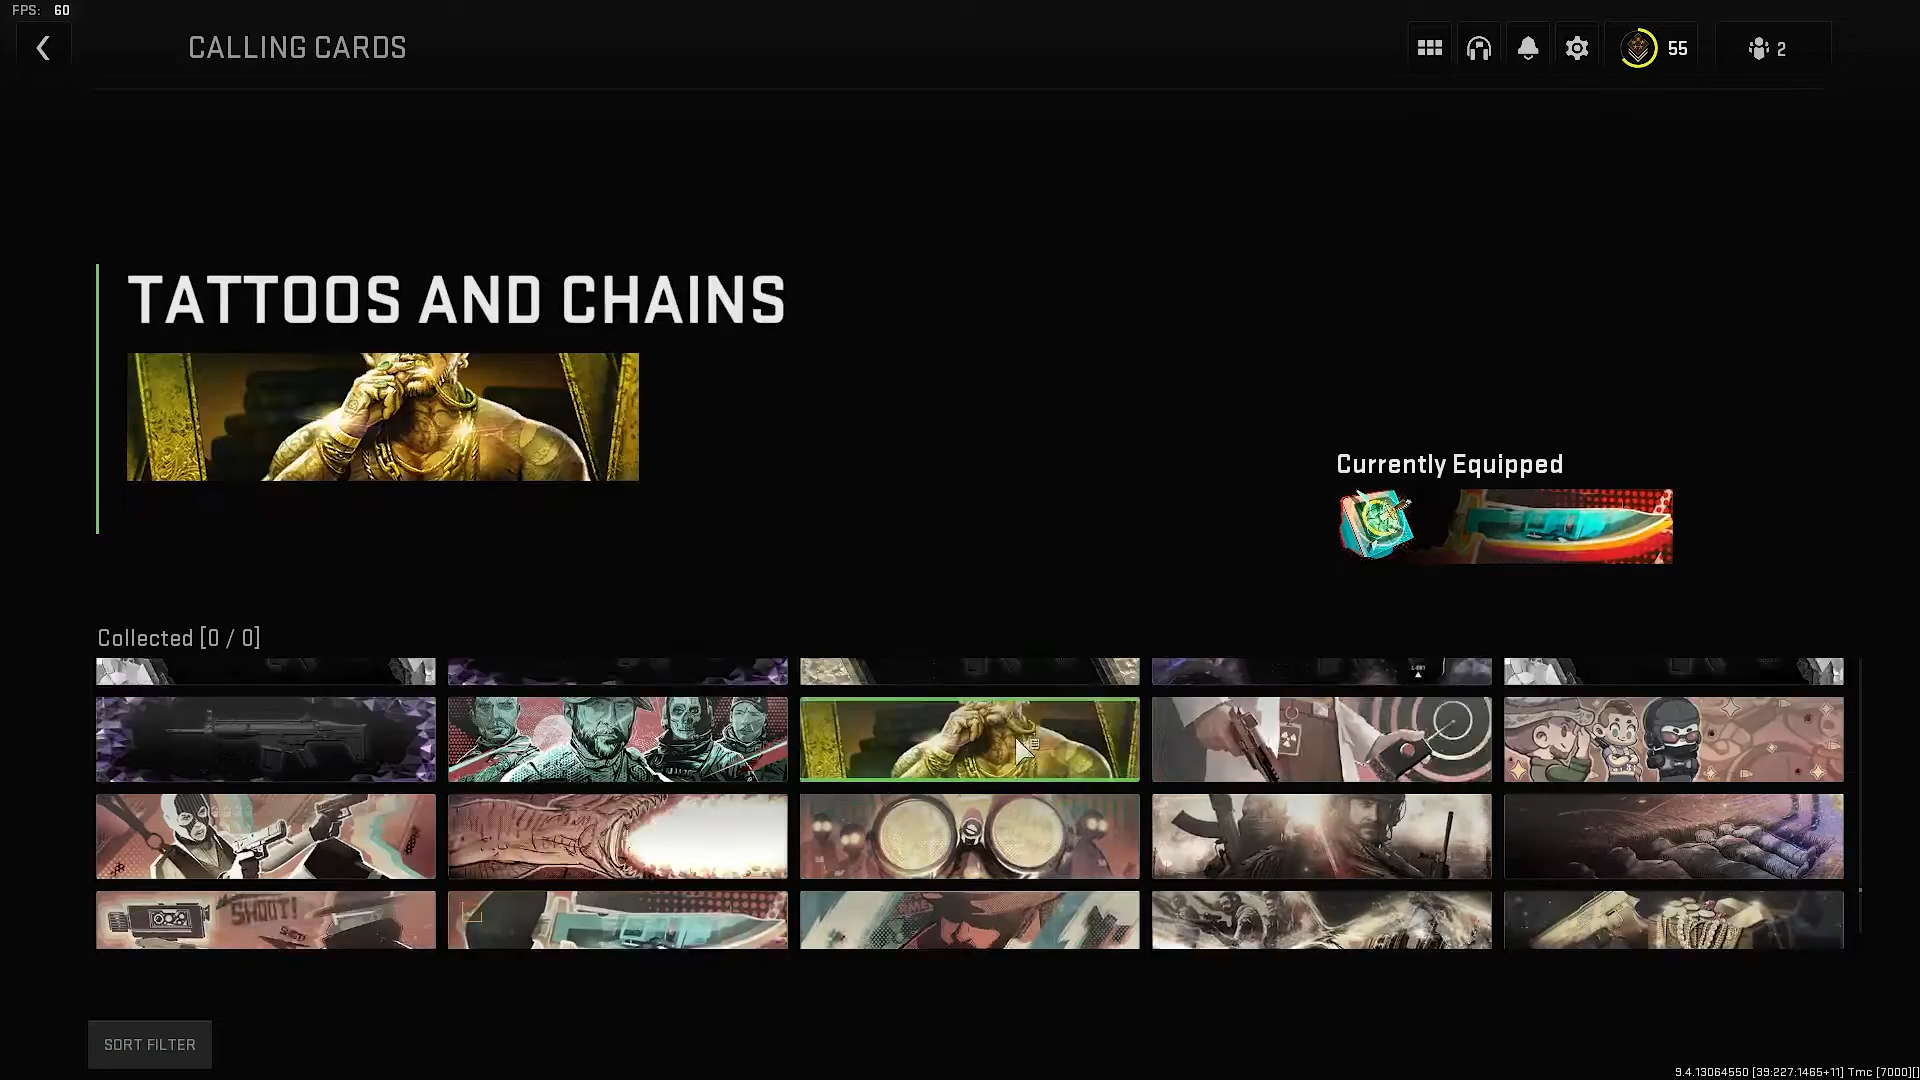 FPS: 60
CALLING CARDS
55
2
TATTOOS AND CHAINS
Currently Equipped
Collected [0 / 0]
SHOOT!
SORT FILTER
9.4.13064550 [39:227:1465+11] Tmc [7000][]